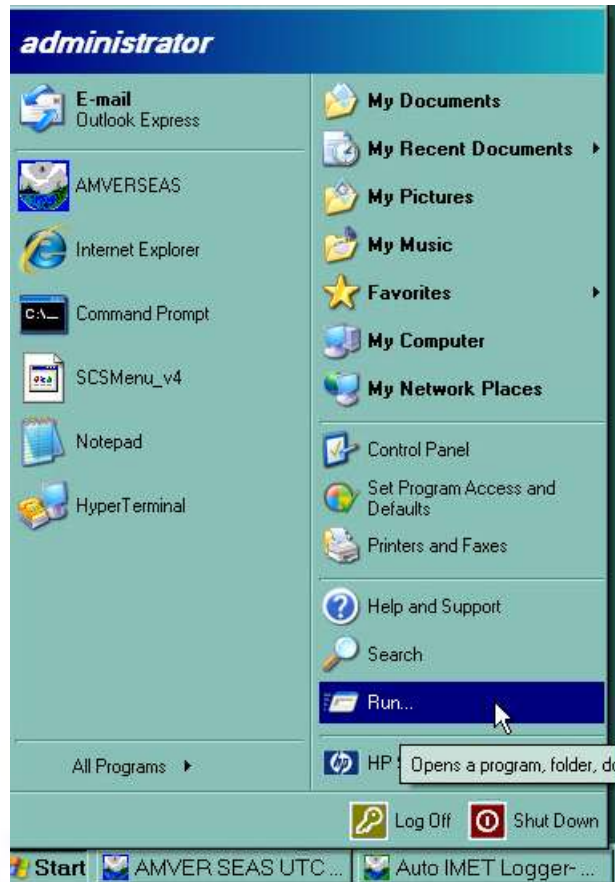 administrator
E-mail
Outlook Express
AMVERSEAS
Internet Explorer
C:\_
Command Prompt
SCSMenu_v4
Notepad
HyperTerminal
All Programs
My Documents
My Recent Documents
My Pictures
My Music
Favorites
My Computer
My Network Places
Control Panel
Set Program Access and
Defaults
Printers and Faxes
Help and Support
Search
Run...
hp HP
Opens a program, folder, do
Log Off Shut Down
Start AMVER SEAS UTC ... Auto IMET Logger- ...